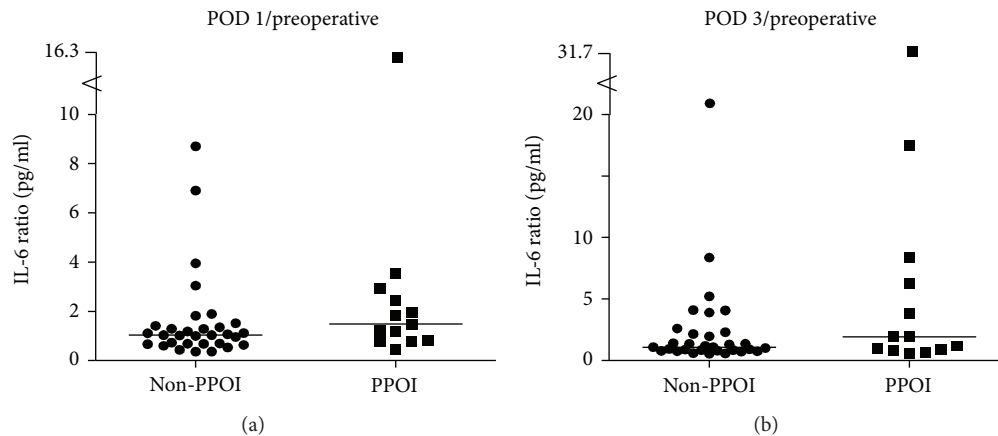 POD 1/preoperative
16.3
10
8
6
4
2
0
IL-6 ratio (pg/ml)
Non-PPOI
PPOI
(a)
POD 3/preoperative
31.7
20
10
5
0
IL-6 ratio (pg/ml)
Non-PPOI
PPOI
(b)